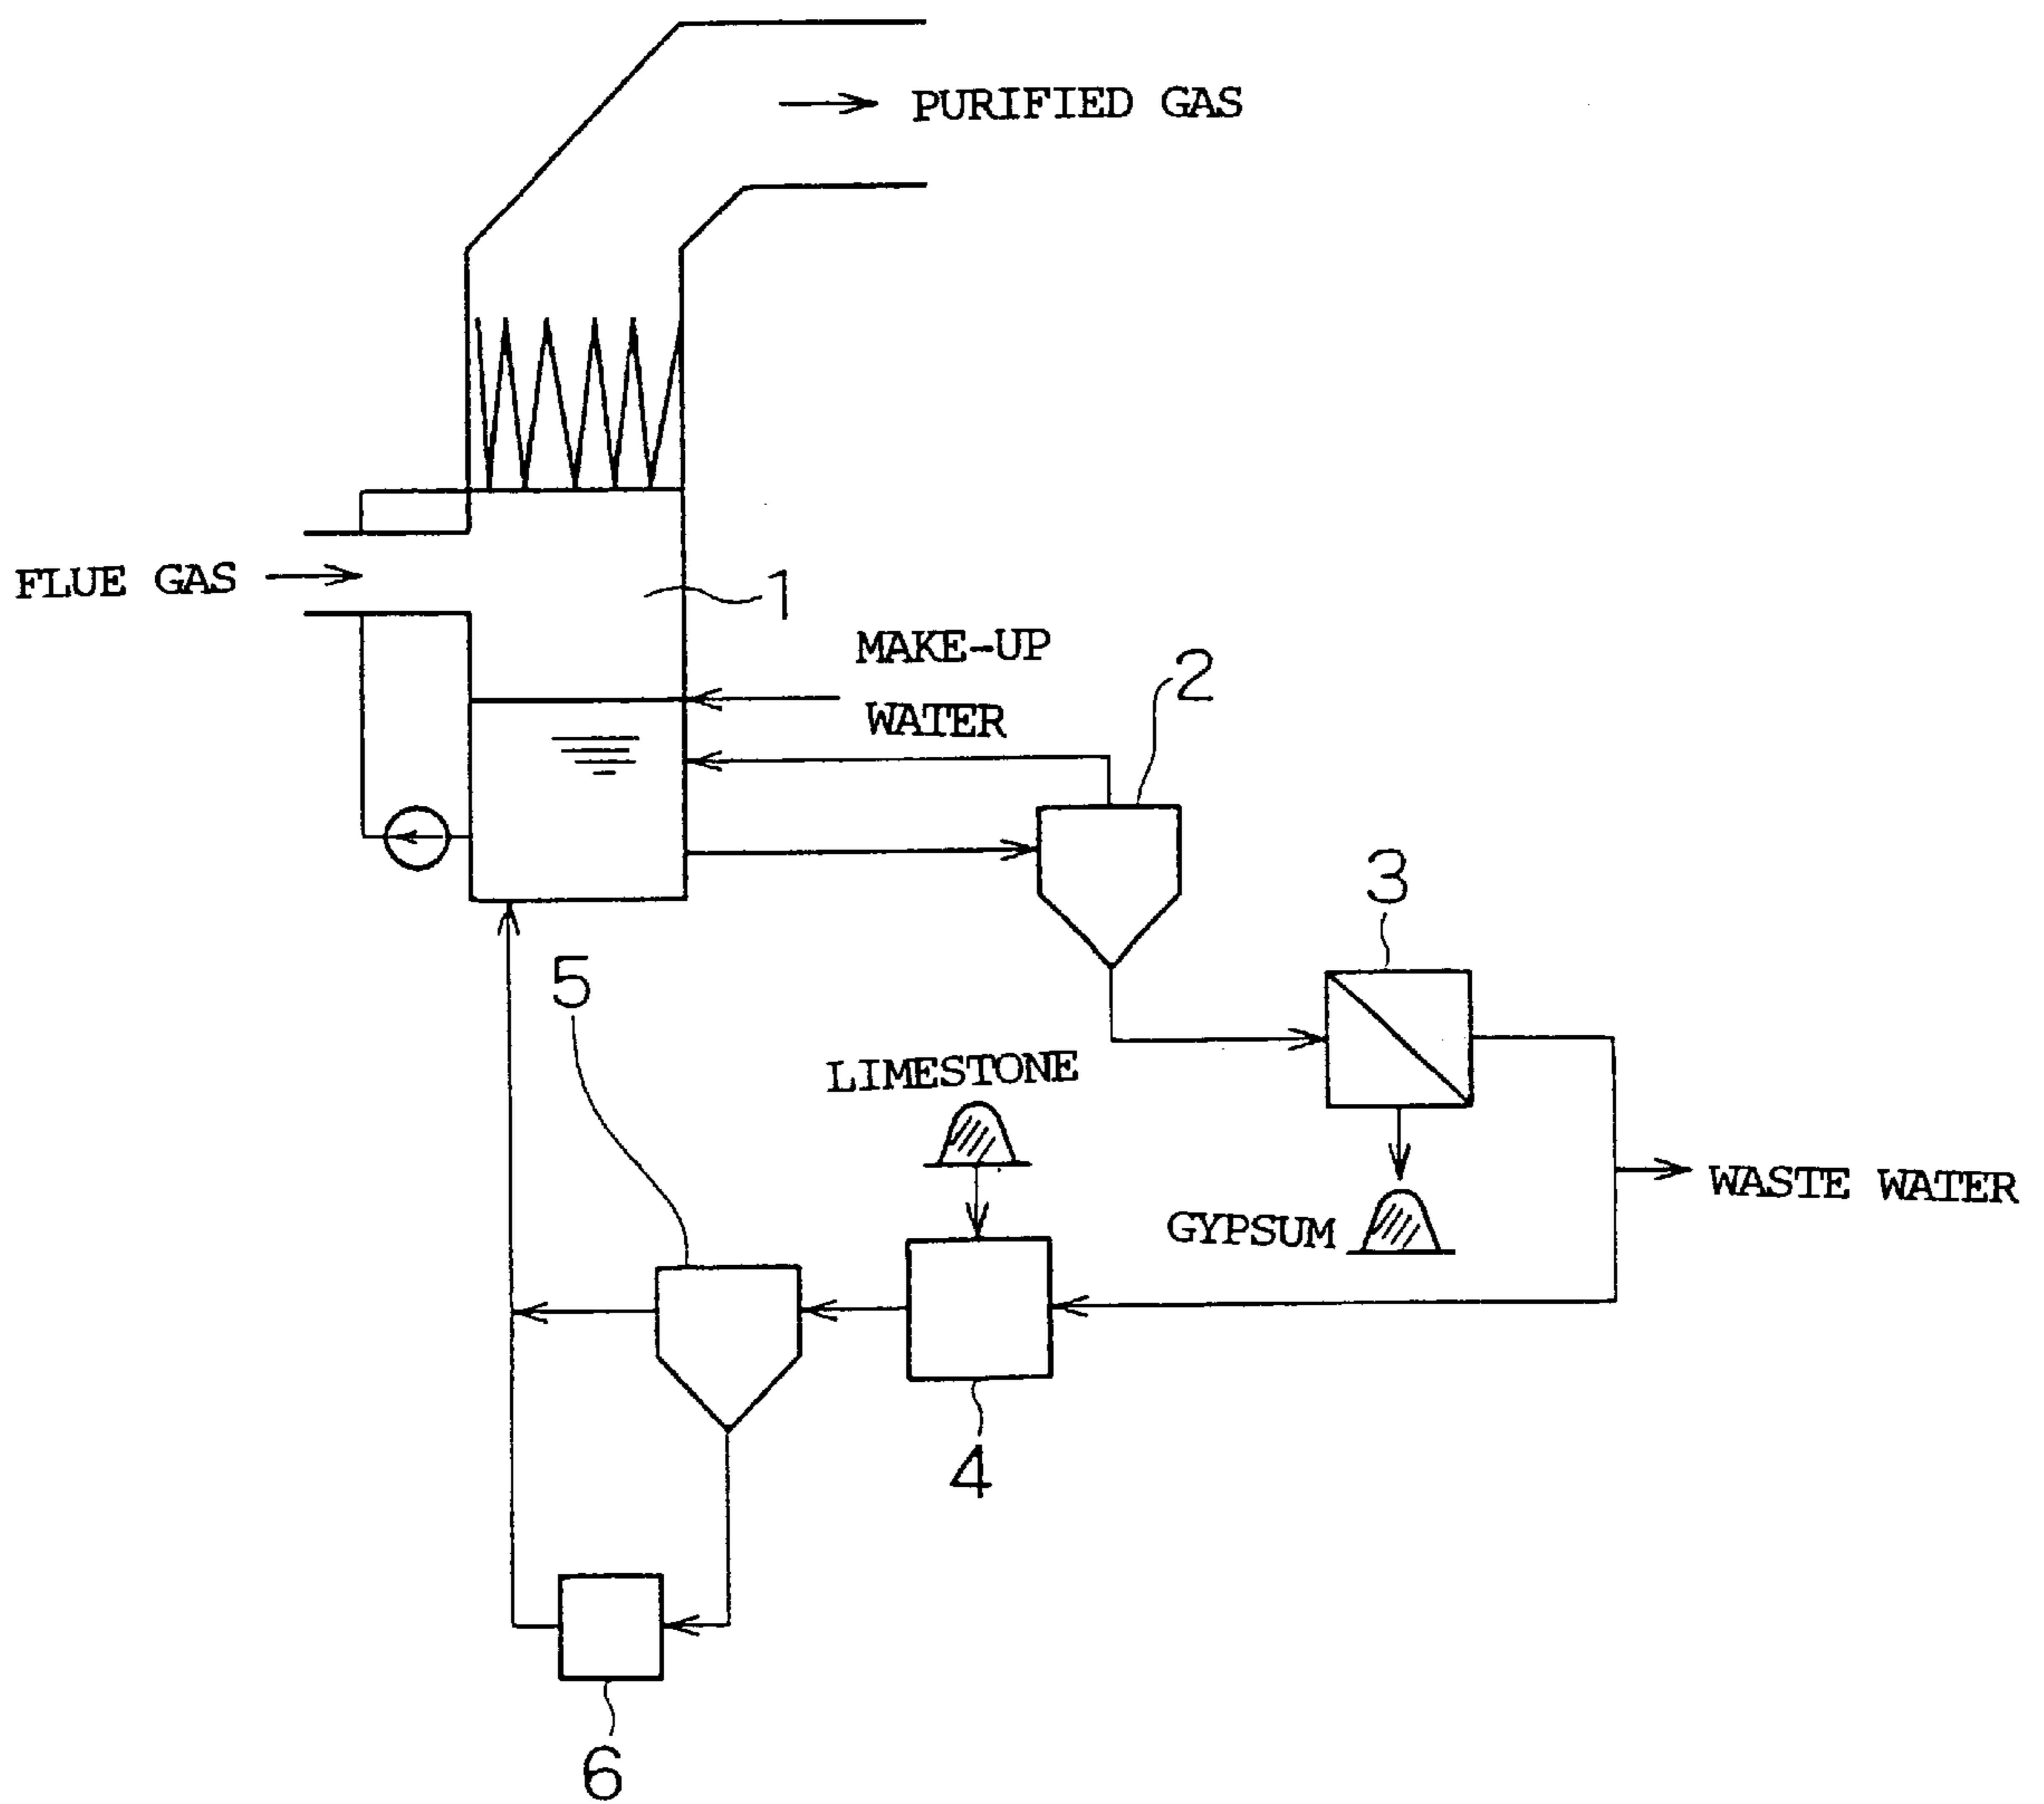 PURIFIED GAS
FLUE GAS
1
MAKE-UP
WATER
2
3
5
LIMESTONE
WASTE WATER
GYPSUM
4
6